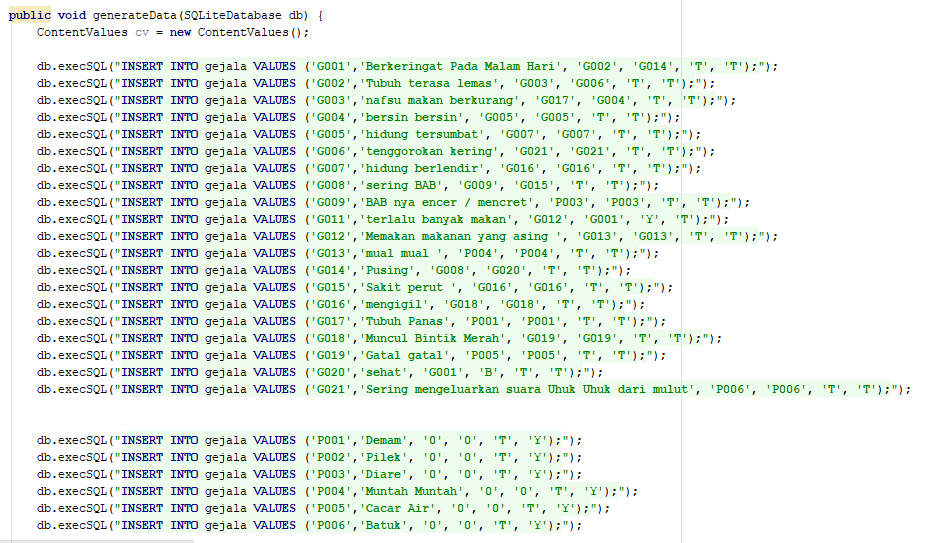 public void generateData(SQLiteDatabase db) {
ContentValues cv = new ContentValues();
db.execSQL("INSERT INTO gejala VALUES ('G001','Berkeringat Pada Malam Hari', 'G002', 'G014', 'T', 'T');");
db.execSQL("INSERT INTO gejala VALUES ('G002','Tubuh terasa lemas', 'G003', 'G006', 'T', 'T');");
db.execSQL("INSERT INTO gejala VALUES ('G003','nafsu makan berkurang', 'G017', 'G004', 'T', 'T');");
db.execSQL("INSERT INTO gejala VALUES ('G004','bersin bersin', 'G005', 'G005', 'T', 'T');");
db.execSQL("INSERT INTO gejala VALUES ('G005','hidung tersumbat', 'G007', 'G007', 'T', 'T');");
db.execSQL("INSERT INTO gejala VALUES ('G006','tenggorokan kering', 'G021', 'G021', 'T', 'T');");
db.execSQL("INSERT INTO gejala VALUES ('G007','hidung berlendir', 'G016', 'G016', 'T', 'T');");
db.execSQL("INSERT INTO gejala VALUES ('G008','sering BAB', 'G009', 'G015', 'T', 'T');");
db.execSQL("INSERT INTO gejala VALUES ('G009','BAB nya encer / mencret', 'P003', 'P003', 'T', 'T');");
db.execSQL("INSERT INTO gejala VALUES ('G011','terlalu banyak makan', 'G012', 'G001', 'Y', 'T');");
db.execSQL("INSERT INTO gejala VALUES ('G012','Memakan makanan yang asing ', 'G013', 'G013', 'T', 'T');");
db.execSQL("INSERT INTO gejala VALUES ('G013','mual mual ', 'P004', 'P004', 'T', 'T');");
db.execSQL("INSERT INTO gejala VALUES ('G014','Pusing', 'G008', 'G020', 'T', 'T');");
db.execSQL("INSERT INTO gejala VALUES ('G015','Sakit perut ', 'G016', 'G016', 'T', 'T');");
db.execSQL("INSERT INTO gejala VALUES ('G016','mengigil', 'G018', 'G018', 'T', 'T');");
db.execSQL("INSERT INTO gejala VALUES ('G017','Tubuh Panas', 'P001', 'P001', 'T', 'T');");
db.execSQL("INSERT INTO gejala VALUES ('G018','Muncul Bintik Merah', 'G019', 'G019', 'T', 'T');");
db.execSQL("INSERT INTO gejala VALUES ('G019','Gatal gatal', 'P005', 'P005', 'T', 'T');");
db.execSQL("INSERT INTO gejala VALUES ('G020','sehat', 'G001', 'B', 'T', 'T');");
db.execSQL("INSERT INTO gejala VALUES ('G021','Sering mengeluarkan suara Uhuk Uhuk dari mulut', 'P006', 'P006', 'T', 'T');");
db.execSQL("INSERT INTO gejala VALUES ('P001','Demam', '0', '0', 'T', 'Y');");
db.execSQL("INSERT INTO gejala VALUES ('P002','Pilek', '0', '0', 'T', 'Y');");
db.execSQL("INSERT INTO gejala VALUES ('P003','Diare', '0', '0', 'T', 'Y');");
db.execSQL("INSERT INTO gejala VALUES ('P004','Muntah Muntah', '0', '0', 'T', 'Y');");
db.execSQL("INSERT INTO gejala VALUES ('P005','Cacar Air', '0', '0', 'T', 'Y');");
db.execSQL("INSERT INTO gejala VALUES ('P006','Batuk', '0', '0', 'T', 'Y');");